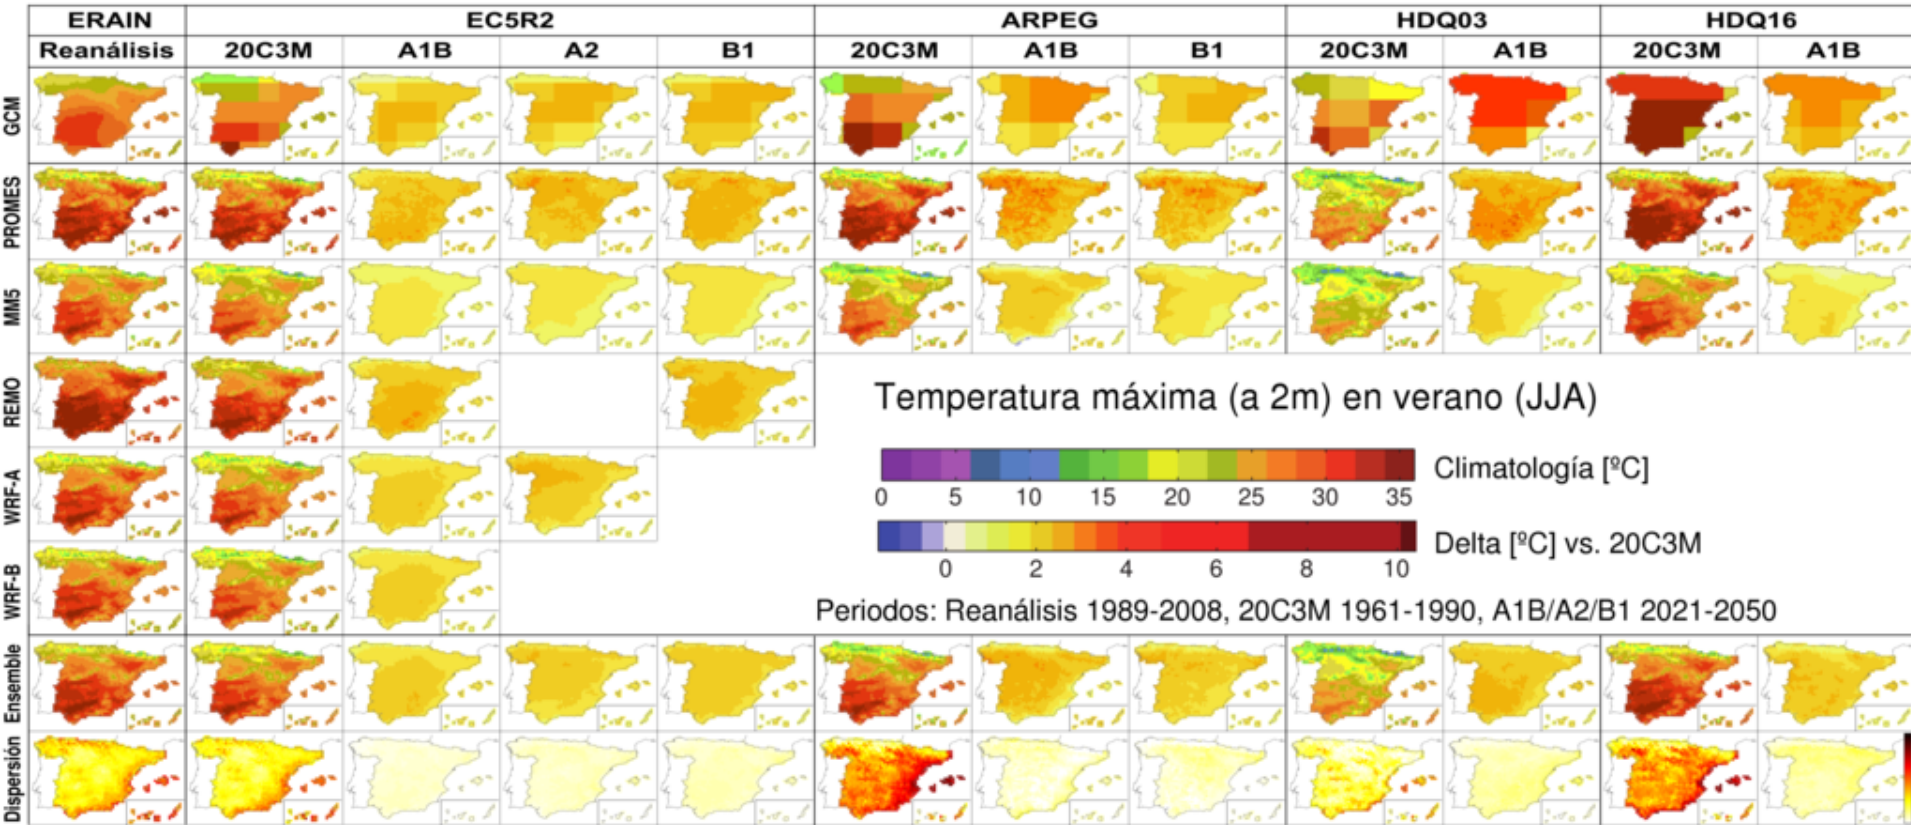 ERAIN EC5R2 ARPEG HDQ03 HDQ16
Reanálisis 20C3M A1B A2 B1 20C3M A1B B1 20C3M A1B 20C3M A1B
GCM
PROMES
MM5
REMO
Temperatura máxima (a 2m) en verano (JJA)
Climatología [ºC]
0 5 10 15 20 25 30 35
WRF-A
Delta [ºC] vs. 20C3M
0 2 4 6 8 10
WRF-B
Periodos: Reanálisis 1989-2008, 20C3M 1961-1990, A1B/A2/B1 2021-2050
Ensemble
Dispersión